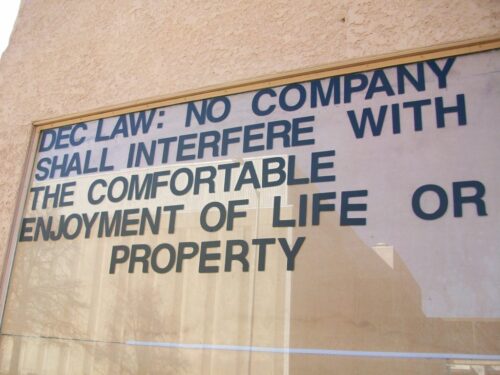 DEC LAW: NO COMPANY
SHALL INTERFERE WITH
THE COMFORTABLE
ENJOYMENT OF LIFE OR
PROPERTY